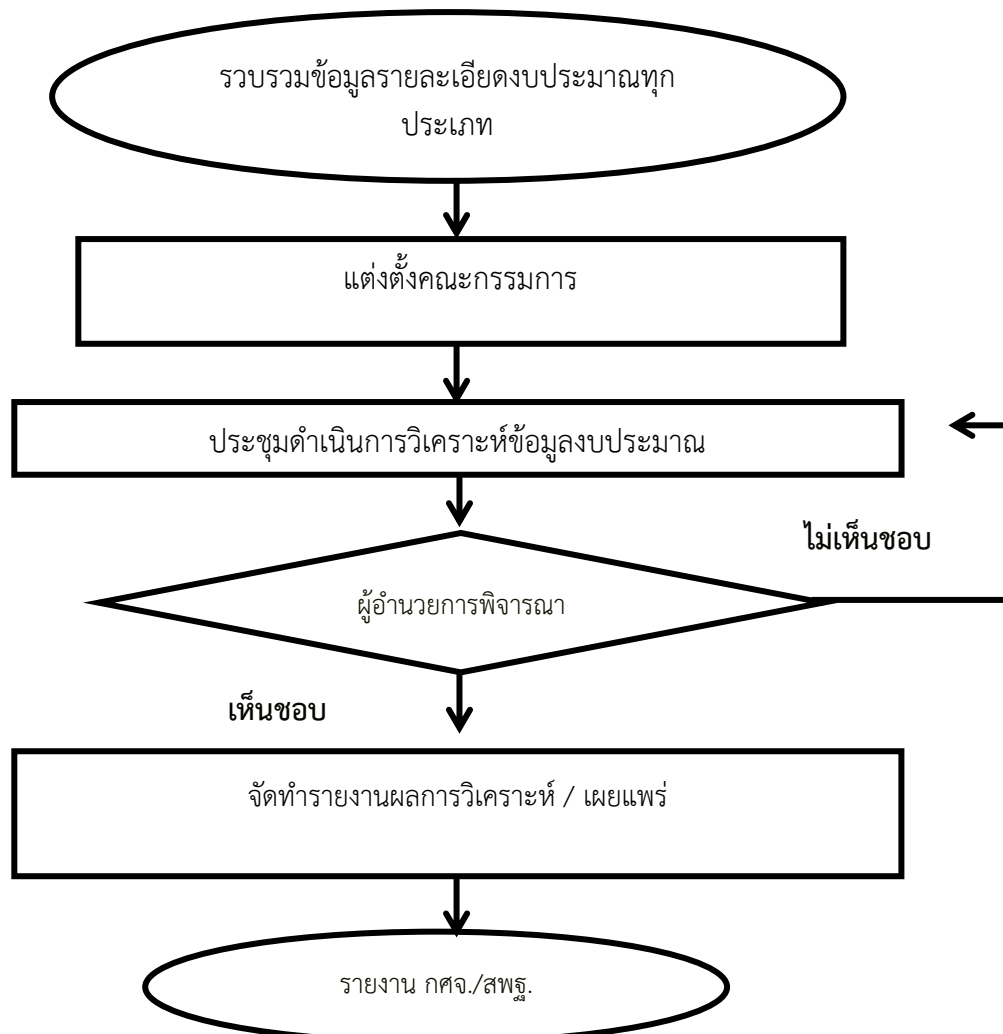 รวบรวมข้อมูลรายละเอียดงบประมาณทุก
ประเภท
แต่งตั้งคณะกรรมการ
ประชุมดำเนินการวิเคราะห์ข้อมูลงบประมาณ
ไม่เห็นชอบ
ผู้อำนวยการพิจารณา
เห็นชอบ
จัดทำรายงานผลการวิเคราะห์ / เผยแพร่
รายงาน กศจ./สพฐ.